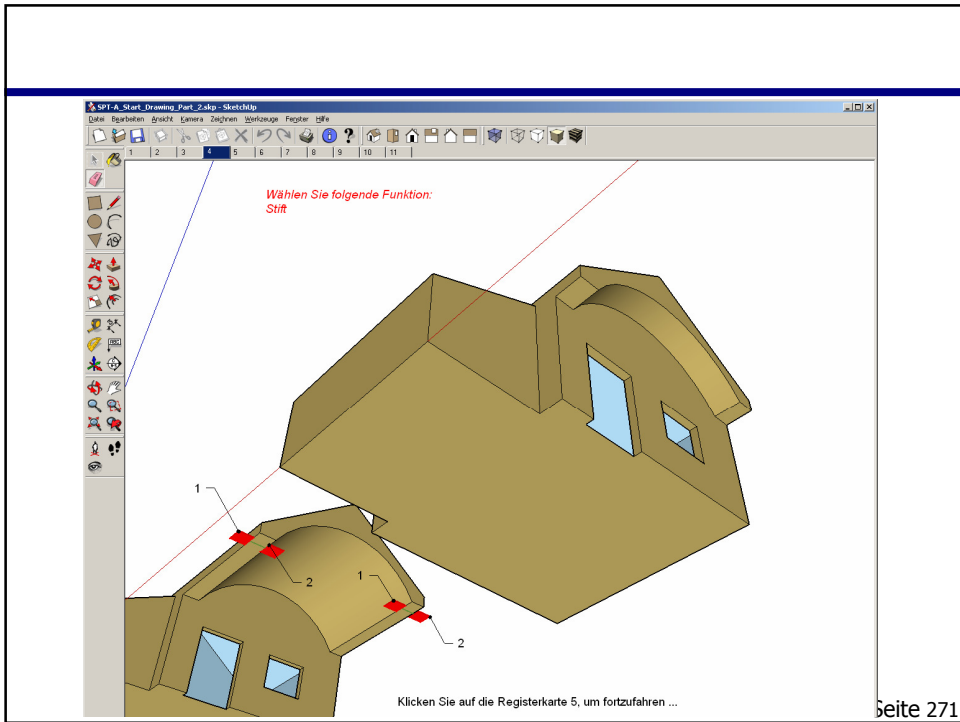 SPT-A_Start_Drawing_Part_2.skp - SketchUp
Datei Bearbeiten Ansicht Kamera Zeichnen Werkzeuge Fenster Hilfe
1 2 3 4 5 6 7 8 9 10 11
Wählen Sie folgende Funktion:
Stift
ABC
1
2
1
2
Klicken Sie auf die Registerkarte 5, um fortzufahren ...
Seite 271